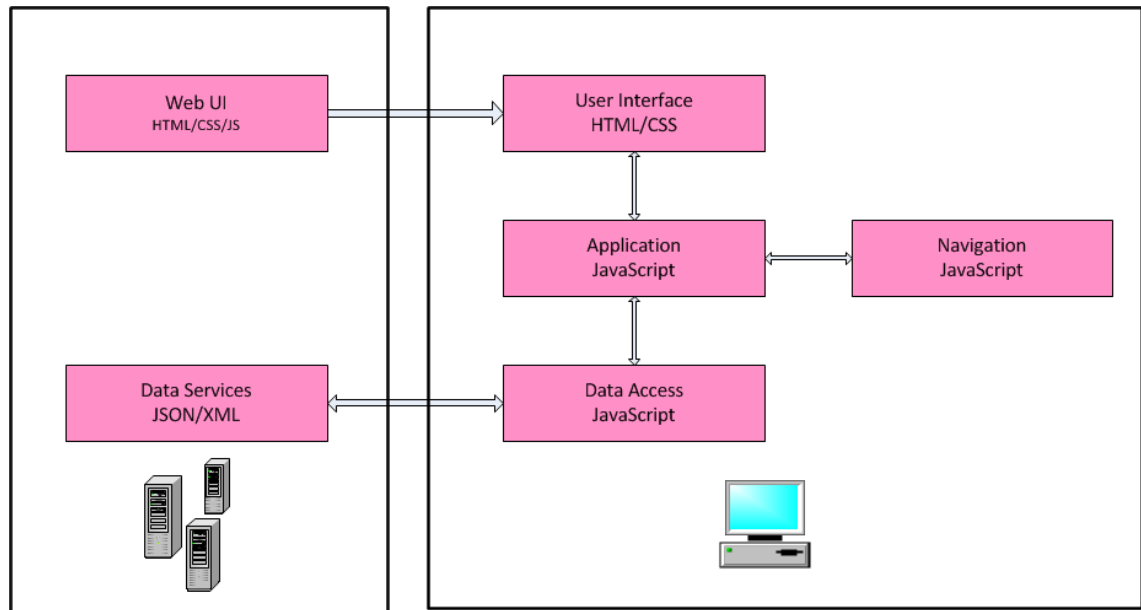 Web UI
HTML/CSS/JS
User Interface
HTML/CSS
Application
JavaScript
Navigation
JavaScript
Data Services
JSON/XML
Data Access
JavaScript